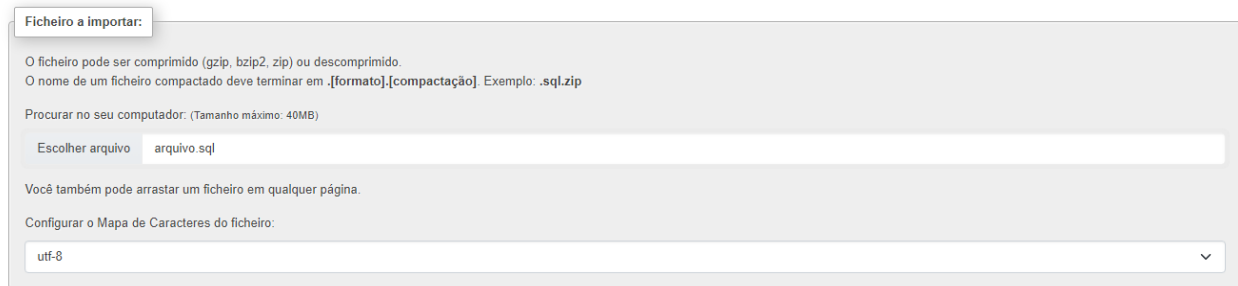 Ficheiro a importar:
O ficheiro pode ser comprimido (gzip, bzip2, zip) ou descomprimido.
O nome de um ficheiro compactado deve terminar em .[formato].[compactação]. Exemplo: .sql.zip
Procurar no seu computador: (Tamanho máximo: 40MB)
Escolher arquivo arquivo.sql
Você também pode arrastar um ficheiro em qualquer página.
Configurar o Mapa de Caracteres do ficheiro:
utf-8